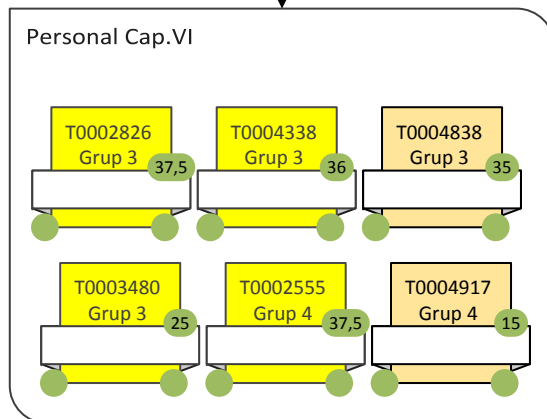 Personal Cap.VI
T0002826
Grup 3
37,5
T0004338
Grup 3
36
T0004838
Grup 3
35
T0003480
Grup 3
25
T0002555
Grup 4
37,5
T0004917
Grup 4
15